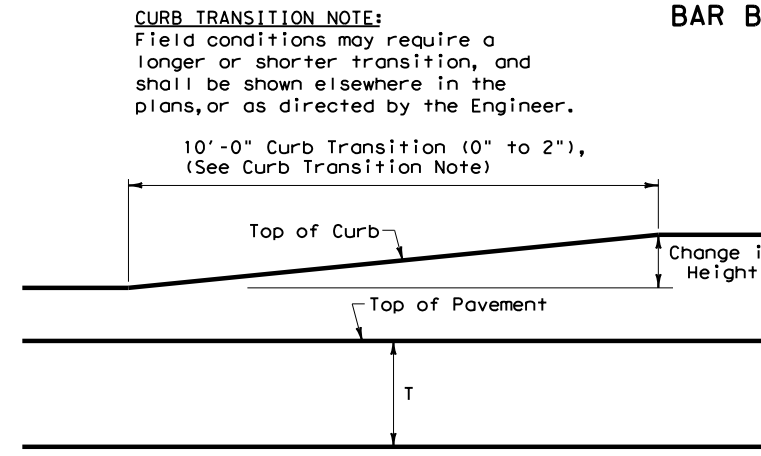 CURB TRANSITION NOTE:
Field conditions may require a
longer or shorter transition, and
shall be shown elsewhere in the
plans,or as directed by the Engineer.
BAR B
10'-0" Curb Transition (0" to 2"),
(See Curb Transition Note)
Top of Curb
Change i
Height
Top of Pavement
T